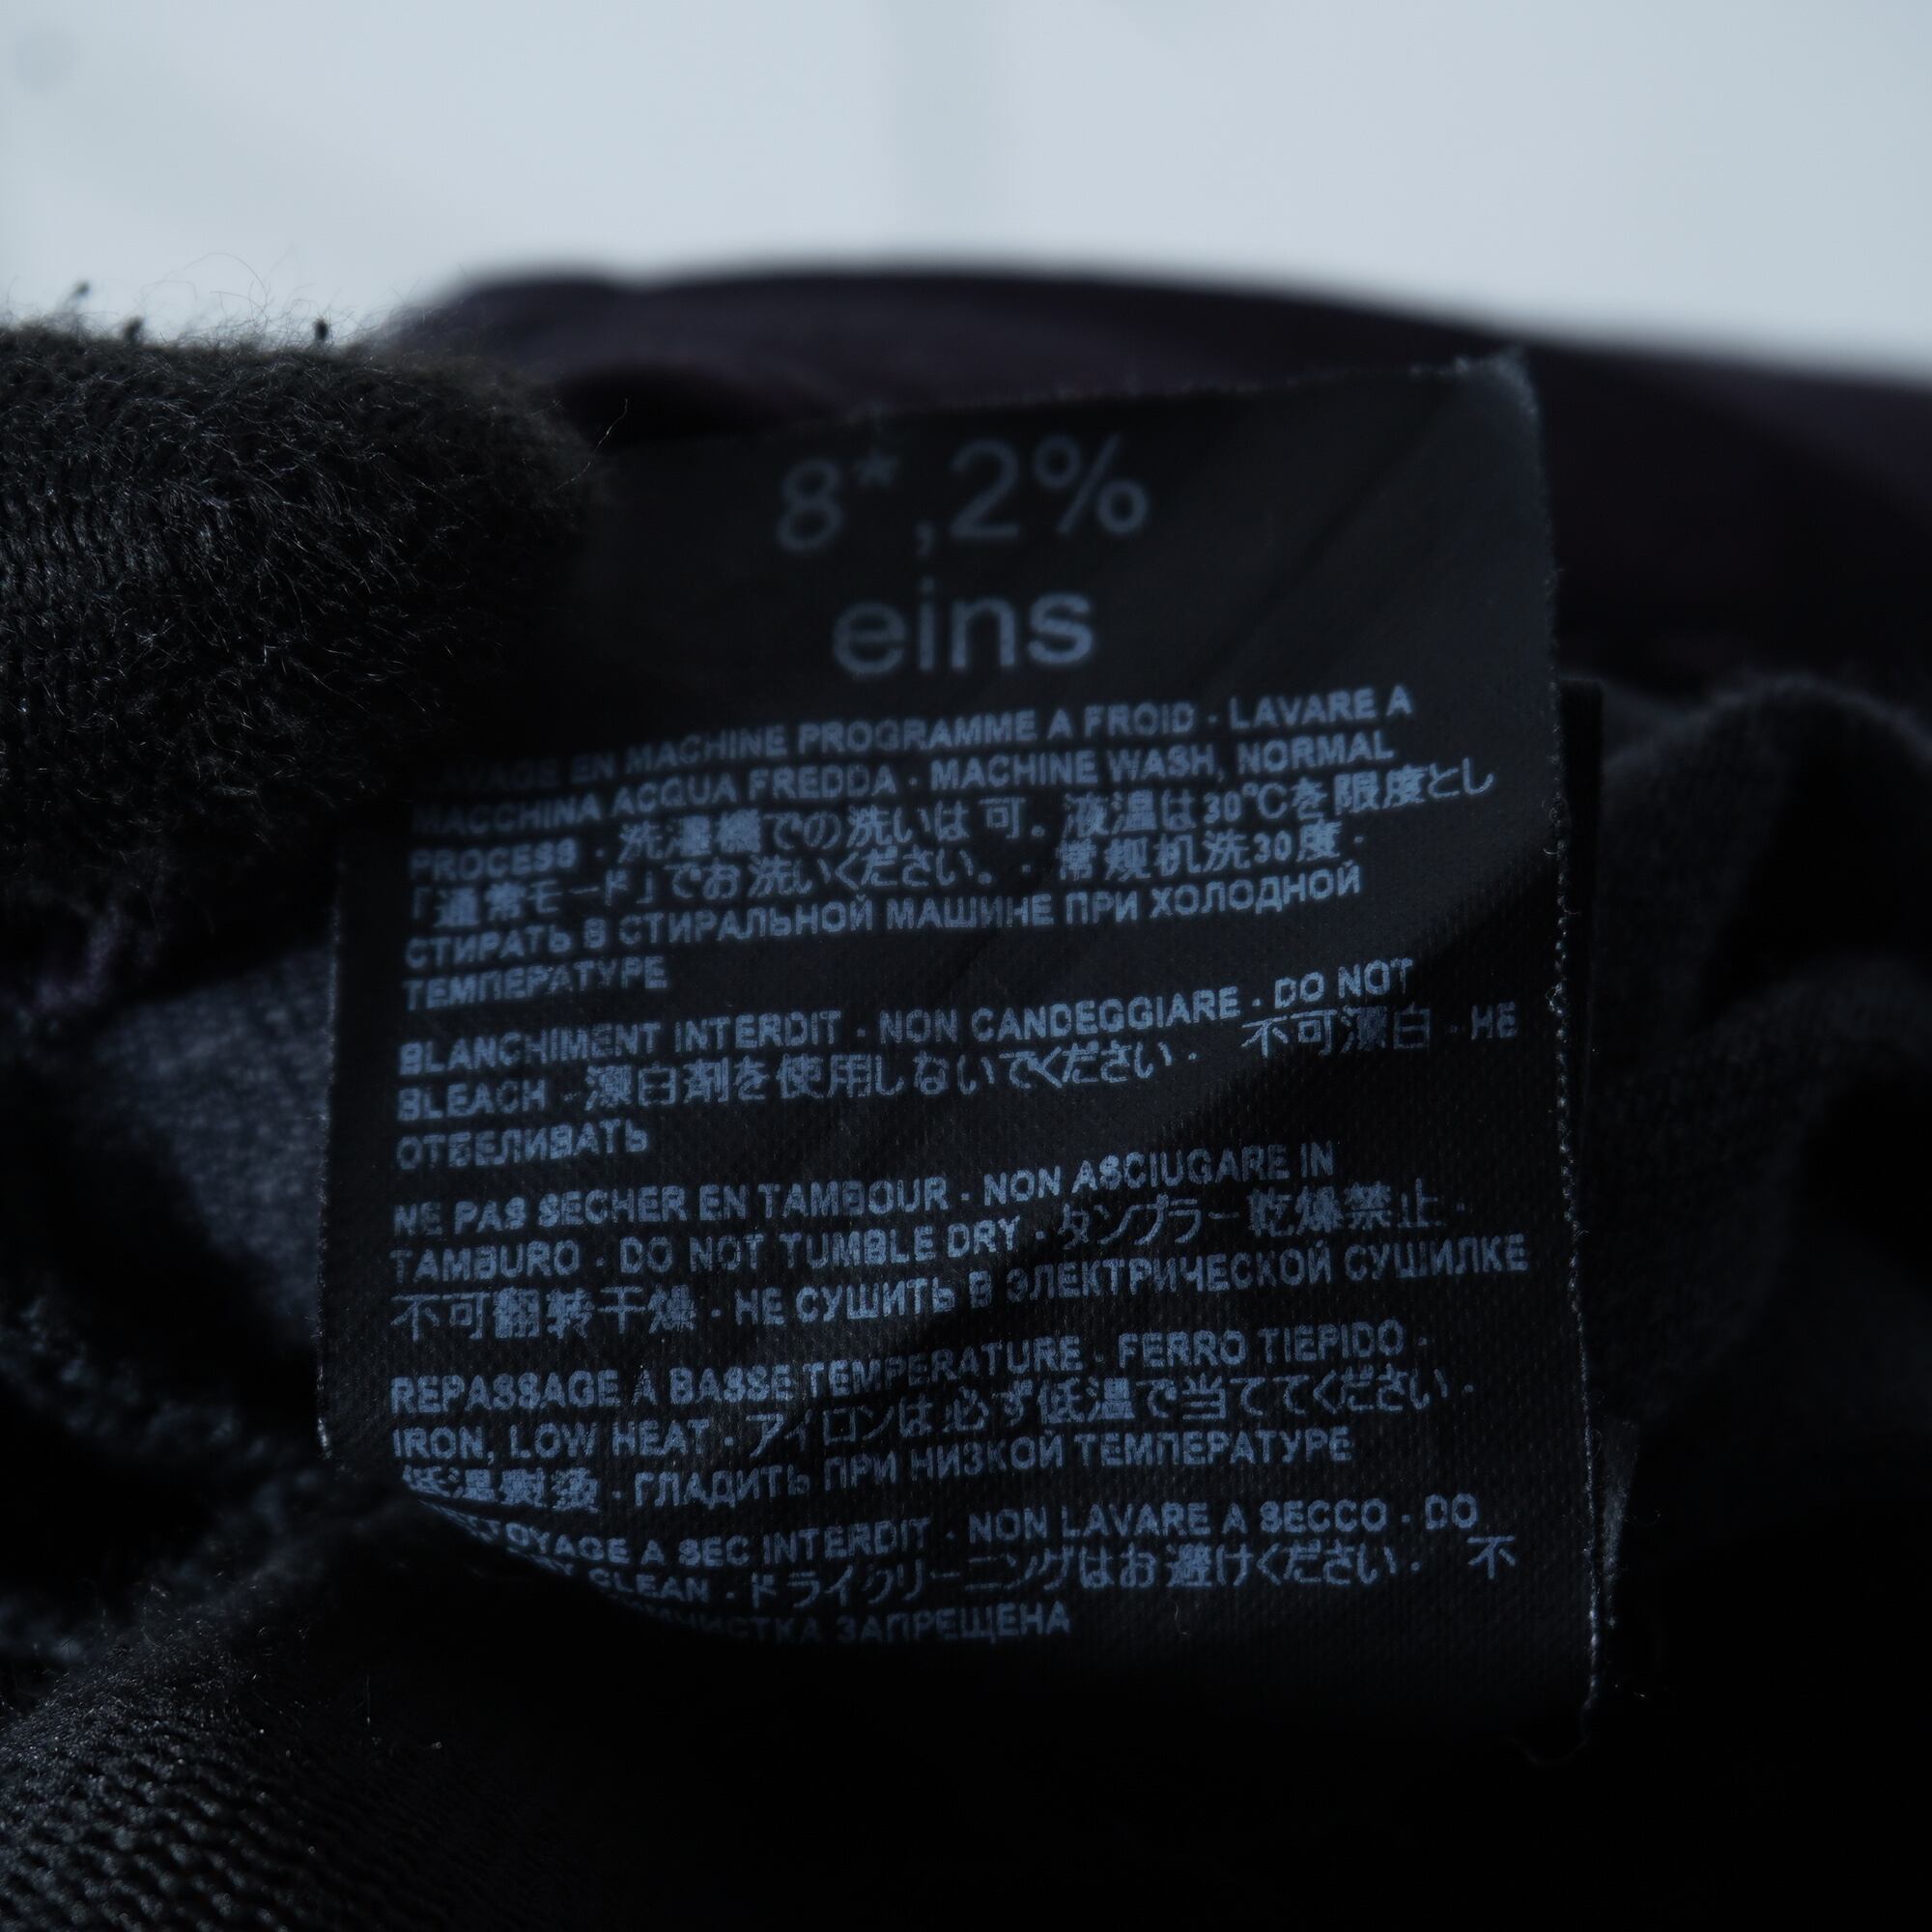 8* ,2%
eins
EN MACHINE PROGRAMME A FROID · LAVARE A
MACCHINA ACQUA FREDDA · MACHINE WASH, NORMAL
PROCESS · 洗濯機での洗いは可。液温は30℃を限度とし
「通常モード」でお洗いください。· 常规机洗30度 ·
СТИРАТЬ В СТИРАЛЬНОЙ МАШИНЕ ПРИ ХОЛОДНОЙ
ТЕМПЕРАТУРЕ
BLANCHIMENT INTERDIT · NON CANDEGGIARE · DO NOT
BLEACH · 漂白剤を使用しないでください · 不可漂白 · НЕ
ОТБЕЛИВАТЬ
NE PAS SECHER EN TAMBOUR · NON ASCIUGARE IN
TAMBURO · DO NOT TUMBLE DRY · タンブラー乾燥禁止 ·
不可翻转干燥 · НЕ СУШИТЬ В ЭЛЕКТРИЧЕСКОЙ СУШИЛКЕ
REPASSAGE A BASSE TEMPERATURE · FERRO TIEPIDO ·
IRON, LOW HEAT · アイロンは必ず低温で当ててください ·
低温熨烫 · ГЛАДИТЬ ПРИ НИЗКОЙ ТЕМПЕРАТУРЕ
A SEC INTERDIT · NON LAVARE A SECCO · DO
CLEAN · ドライクリーニングはお避けください · 不
ЗАПРЕЩЕНА